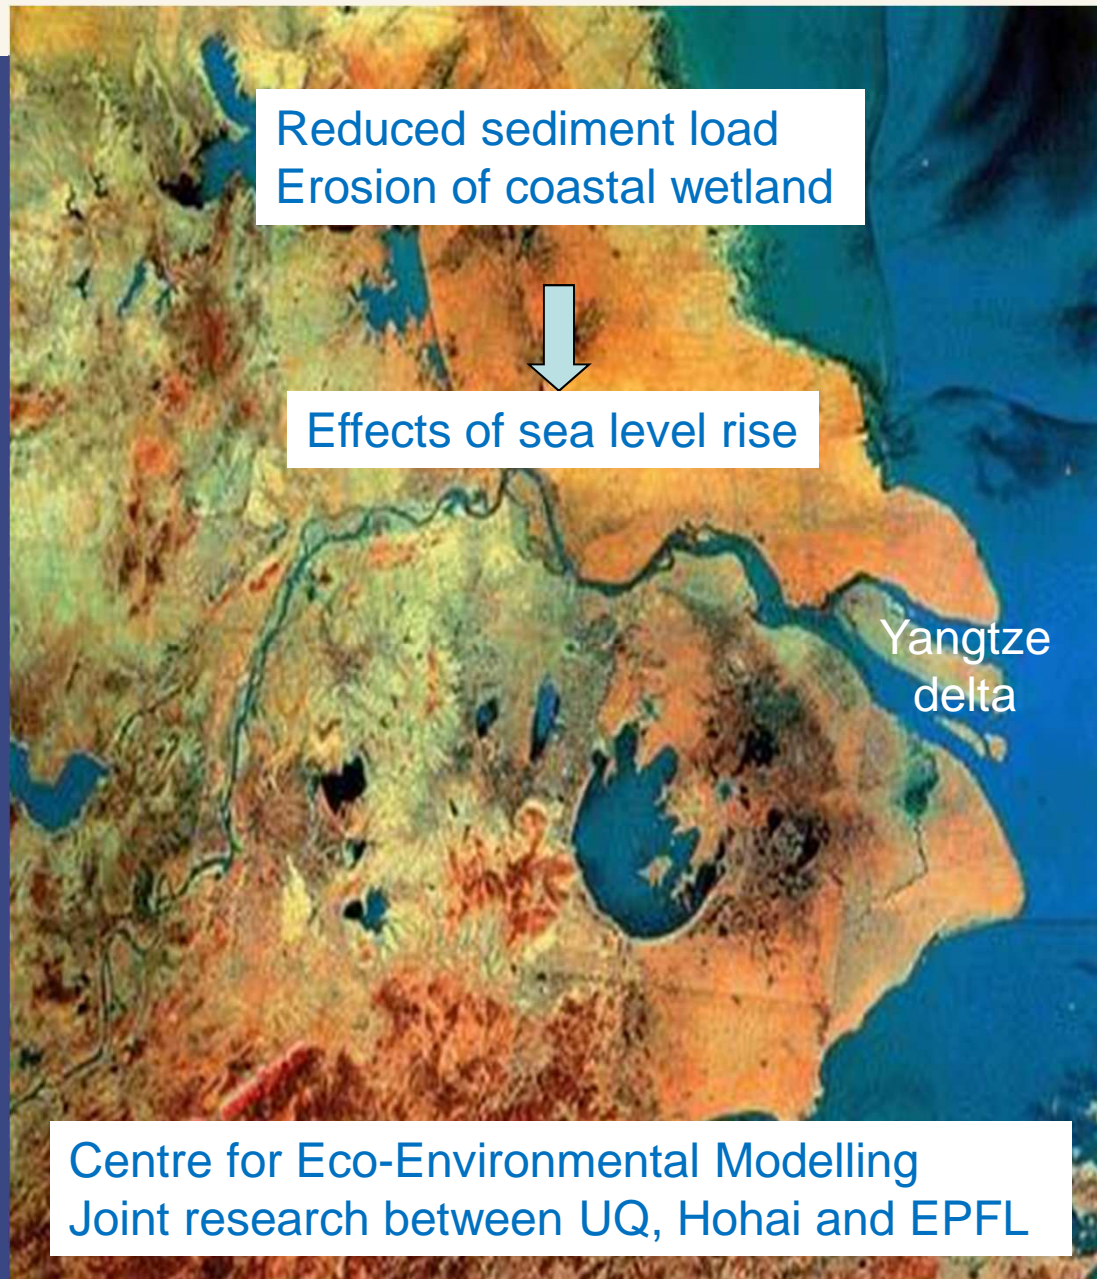 Reduced sediment load
Erosion of coastal wetland
Effects of sea level rise
Yangtze
delta
Centre for Eco-Environmental Modelling
Joint research between UQ, Hohai and EPFL